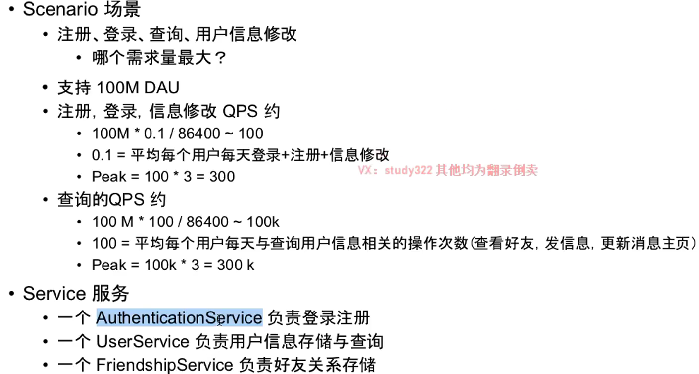 • Scenario 场景
• 注册、登录、查询、用户信息修改
• 哪个需求量最大？
• 支持 100M DAU
• 注册，登录，信息修改 QPS 约
• 100M * 0.1 / 86400 ~ 100
• 0.1 = 平均每个用户每天登录+注册+信息修改
• Peak = 100 * 3 = 300
VX：study322 其他均为翻录倒卖
• 查询的QPS 约
• 100 M * 100 / 86400 ~ 100k
• 100 = 平均每个用户每天与查询用户信息相关的操作次数(查看好友，发信息，更新消息主页)
• Peak = 100k * 3 = 300 k
• Service 服务
• 一个 AuthenticationService 负责登录注册
• 一个 UserService 负责用户信息存储与查询
• 一个 FriendshipService 负责好友关系存储